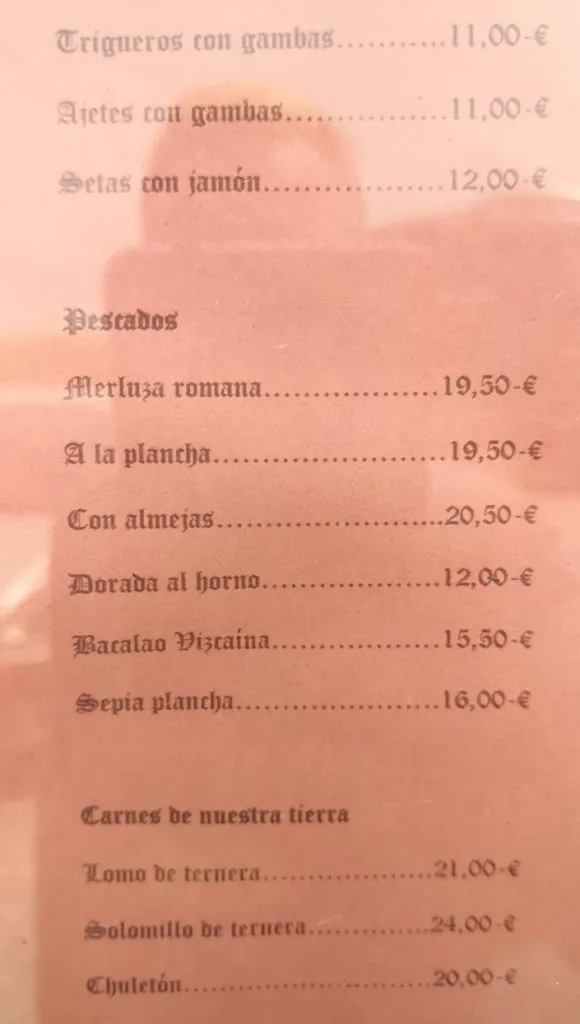 Trigueros con gambas...........11,00-€
Ajetes con gambas................11,00-€
Setas con jamón..................12,00-€
Pescados
Merluza romana.................19,50-€
A la plancha.......................19,50-€
Con almejas.......................20,50-€
Dorada al horno.................12,00-€
Bacalao Vizcaína................15,50-€
Sepia plancha....................16,00-€
Carnes de nuestra tierra
Lomo de ternera.................21,00-€
Solomillo de ternera............24,00-€
Chuletón..........................20,00-€